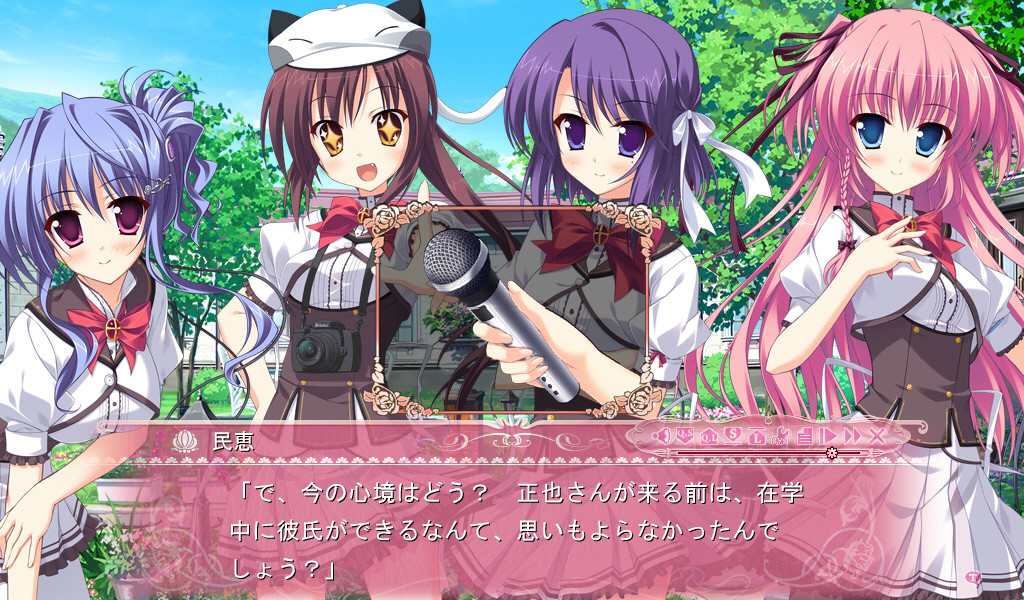 民恵
「で、今の心境はどう？　正也さんが来る前は、在学
中に彼氏ができるなんて、思いもよらなかったんで
しょう？」